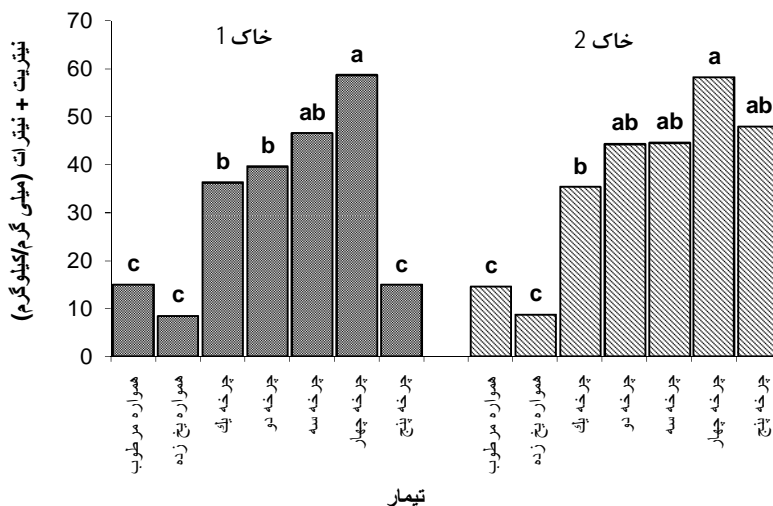 نیتریت + نیترات (میلی گرم/کیلوگرم)
70
60
50
40
30
20
10
0
خاک 1
خاک 2
c
c
b
b
ab
a
c
c
c
b
ab
ab
a
ab
همواره مرطوب
همواره یخ زده
چرخه یك
چرخه دو
چرخه سه
چرخه چهار
چرخه پنج
همواره مرطوب
همواره یخ زده
چرخه یك
چرخه دو
چرخه سه
چرخه چهار
چرخه پنج
تیمار